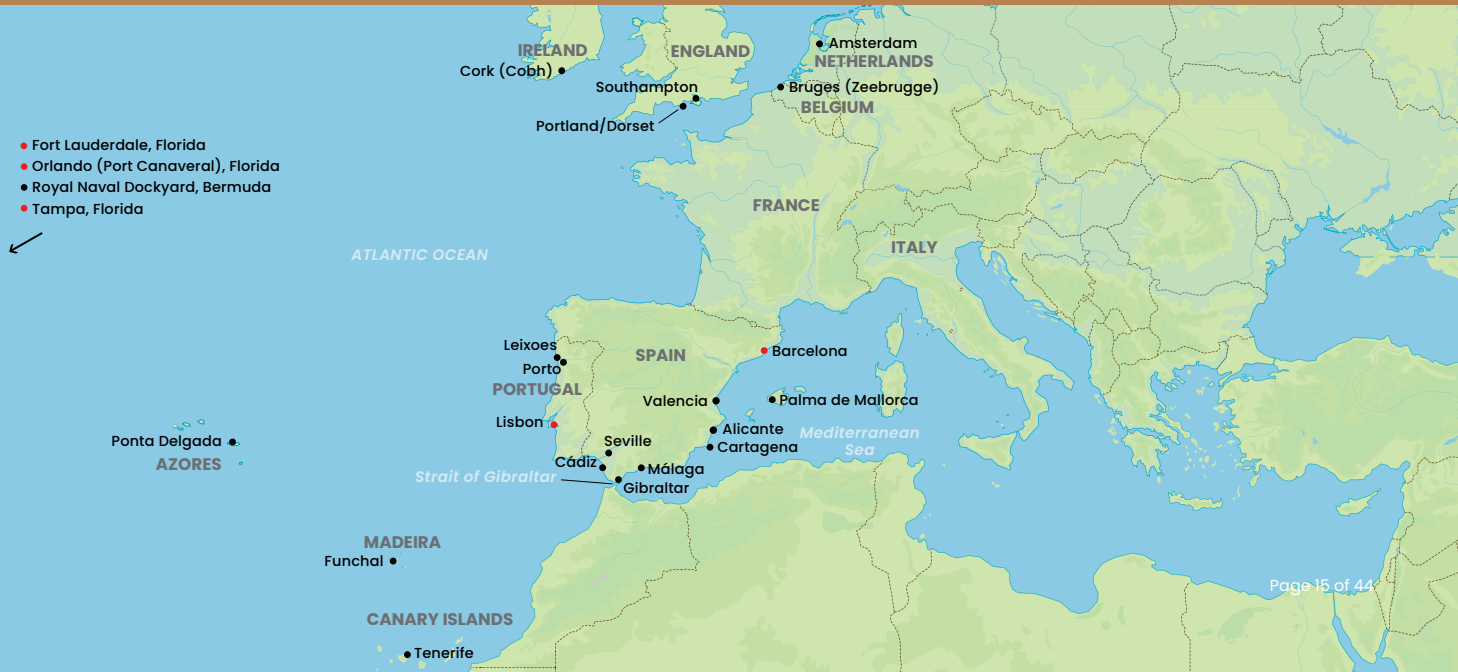 Amsterdam
IRELAND
ENGLAND
NETHERLANDS
Cork (Cobh)
Southampton
Bruges (Zeebrugge)
BELGIUM
Portland/Dorset
Fort Lauderdale, Florida
Orlando (Port Canaveral), Florida
Royal Naval Dockyard, Bermuda
Tampa, Florida
FRANCE
ITALY
ATLANTIC OCEAN
Leixoes
SPAIN
Barcelona
Porto
PORTUGAL
Valencia
Palma de Mallorca
Lisbon
Alicante
Mediterranean
Sea
Ponta Delgada
Seville
Cartagena
AZORES
Cádiz
Málaga
Strait of Gibraltar
Gibraltar
MADEIRA
Funchal
Page 15 of 44
CANARY ISLANDS
Tenerife